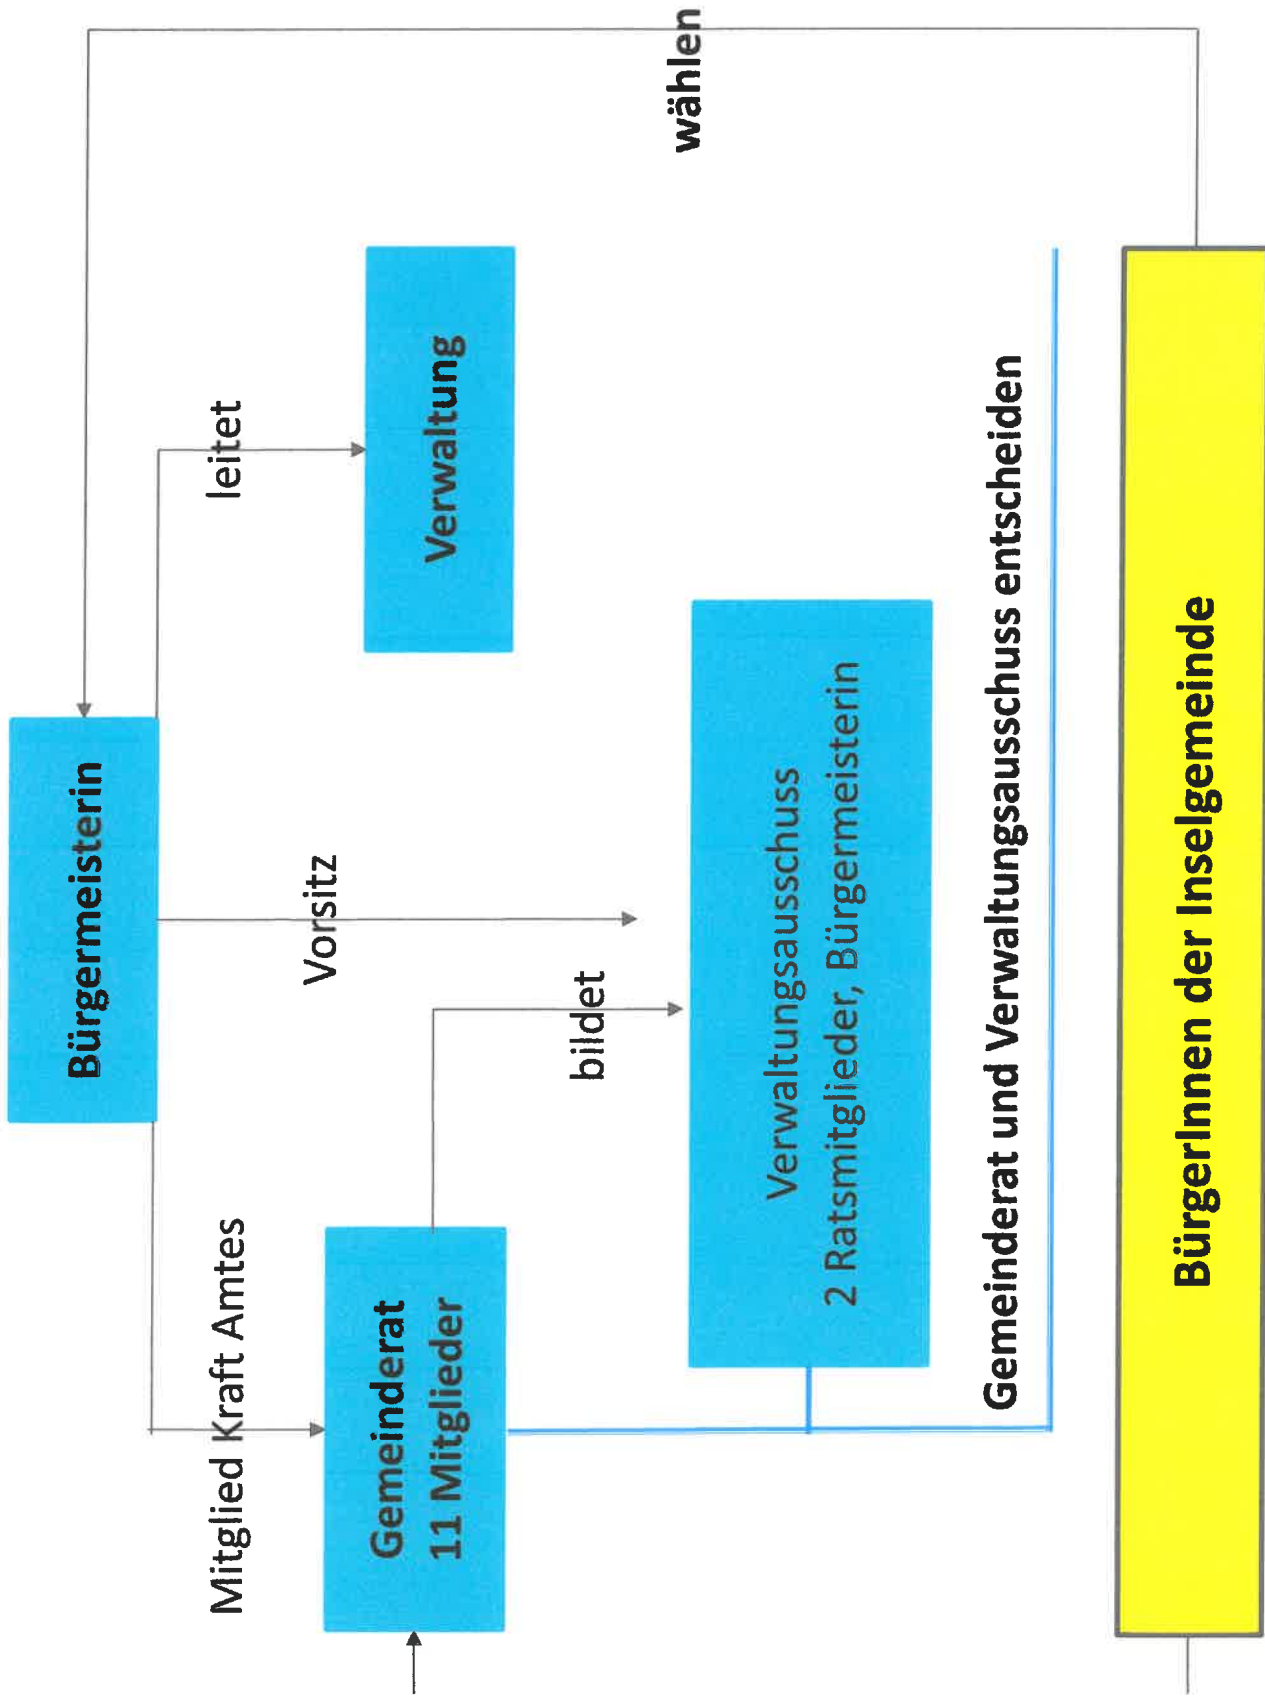 Bürgermeisterin
Mitglied Kraft Amtes
leitet
Vorsitz
Gemeinderat
11 Mitglieder
Verwaltung
bildet
wählen
Verwaltungsausschuss
2 Ratsmitglieder, Bürgermeisterin
Gemeinderat und Verwaltungsausschuss entscheiden
BürgerInnen der Inselgemeinde